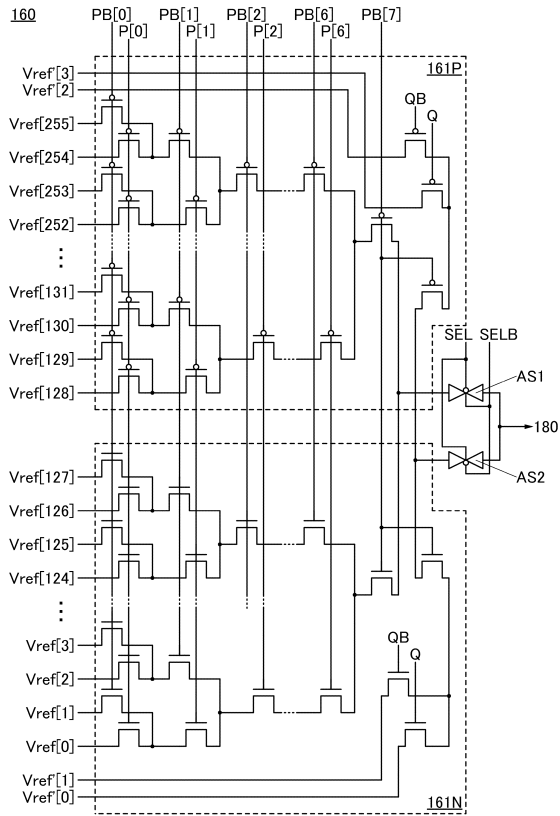 160
PB[0] PB[1] PB[2] PB[6] PB[7]
P[0] P[1] P[2] P[6]
Vref'[3]
Vref'[2]
161P
QB
Q
Vref[255]
Vref[254]
Vref[253]
Vref[252]
⋮
Vref[131]
Vref[130]
Vref[129]
Vref[128]
SEL SELB
AS1
180
AS2
Vref[127]
Vref[126]
Vref[125]
Vref[124]
⋮
Vref[3]
Vref[2]
Vref[1]
Vref[0]
QB
Q
Vref'[1]
Vref'[0]
161N